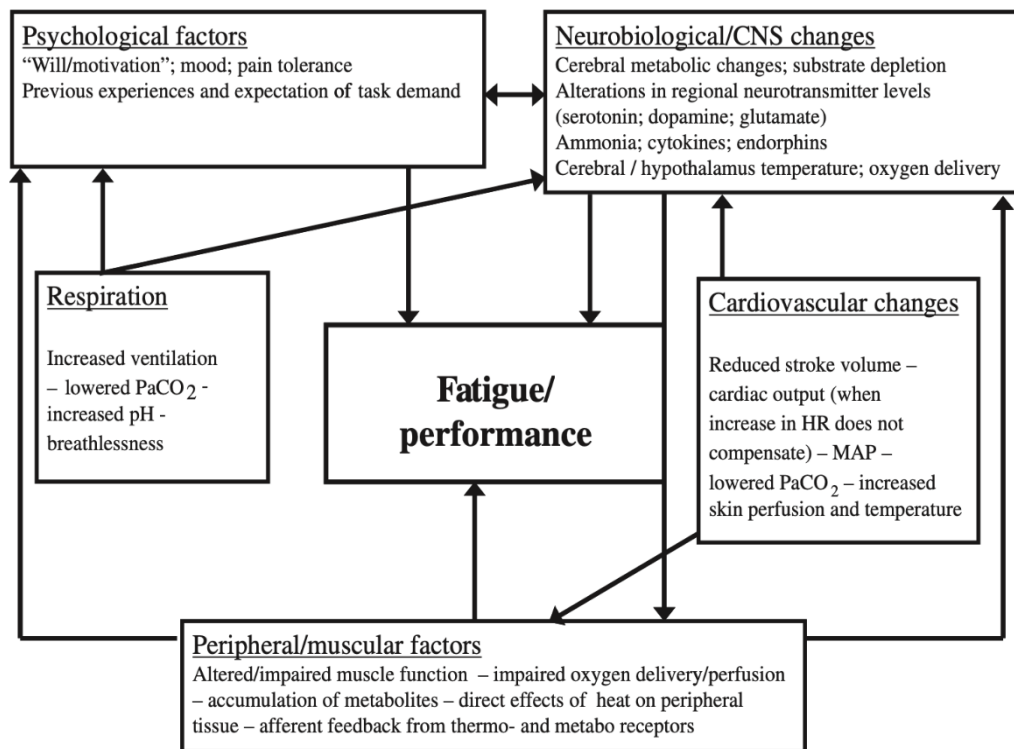 Psychological factors
“Will/motivation”; mood; pain tolerance
Previous experiences and expectation of task demand
Neurobiological/CNS changes
Cerebral metabolic changes; substrate depletion
Alterations in regional neurotransmitter levels
(serotonin; dopamine; glutamate)
Ammonia; cytokines; endorphins
Cerebral / hypothalamus temperature; oxygen delivery
Respiration
Increased ventilation
– lowered PaCO2 -
increased pH -
breathlessness
Fatigue/
performance
Cardiovascular changes
Reduced stroke volume –
cardiac output (when
increase in HR does not
compensate) – MAP –
lowered PaCO2 – increased
skin perfusion and temperature
Peripheral/muscular factors
Altered/impaired muscle function – impaired oxygen delivery/perfusion
– accumulation of metabolites – direct effects of heat on peripheral
tissue – afferent feedback from thermo- and metabo receptors